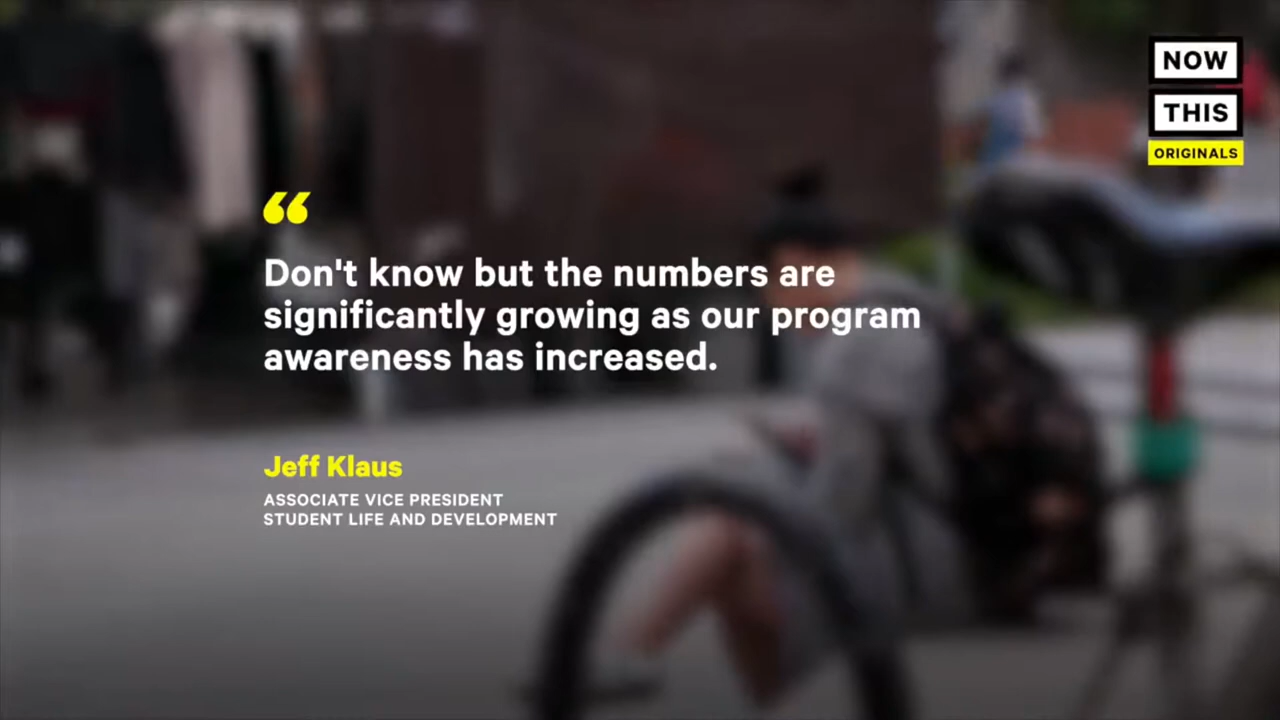 NOW
THIS
ORIGINALS
“
Don't know but the numbers are
significantly growing as our program
awareness has increased.
Jeff Klaus
ASSOCIATE VICE PRESIDENT
STUDENT LIFE AND DEVELOPMENT